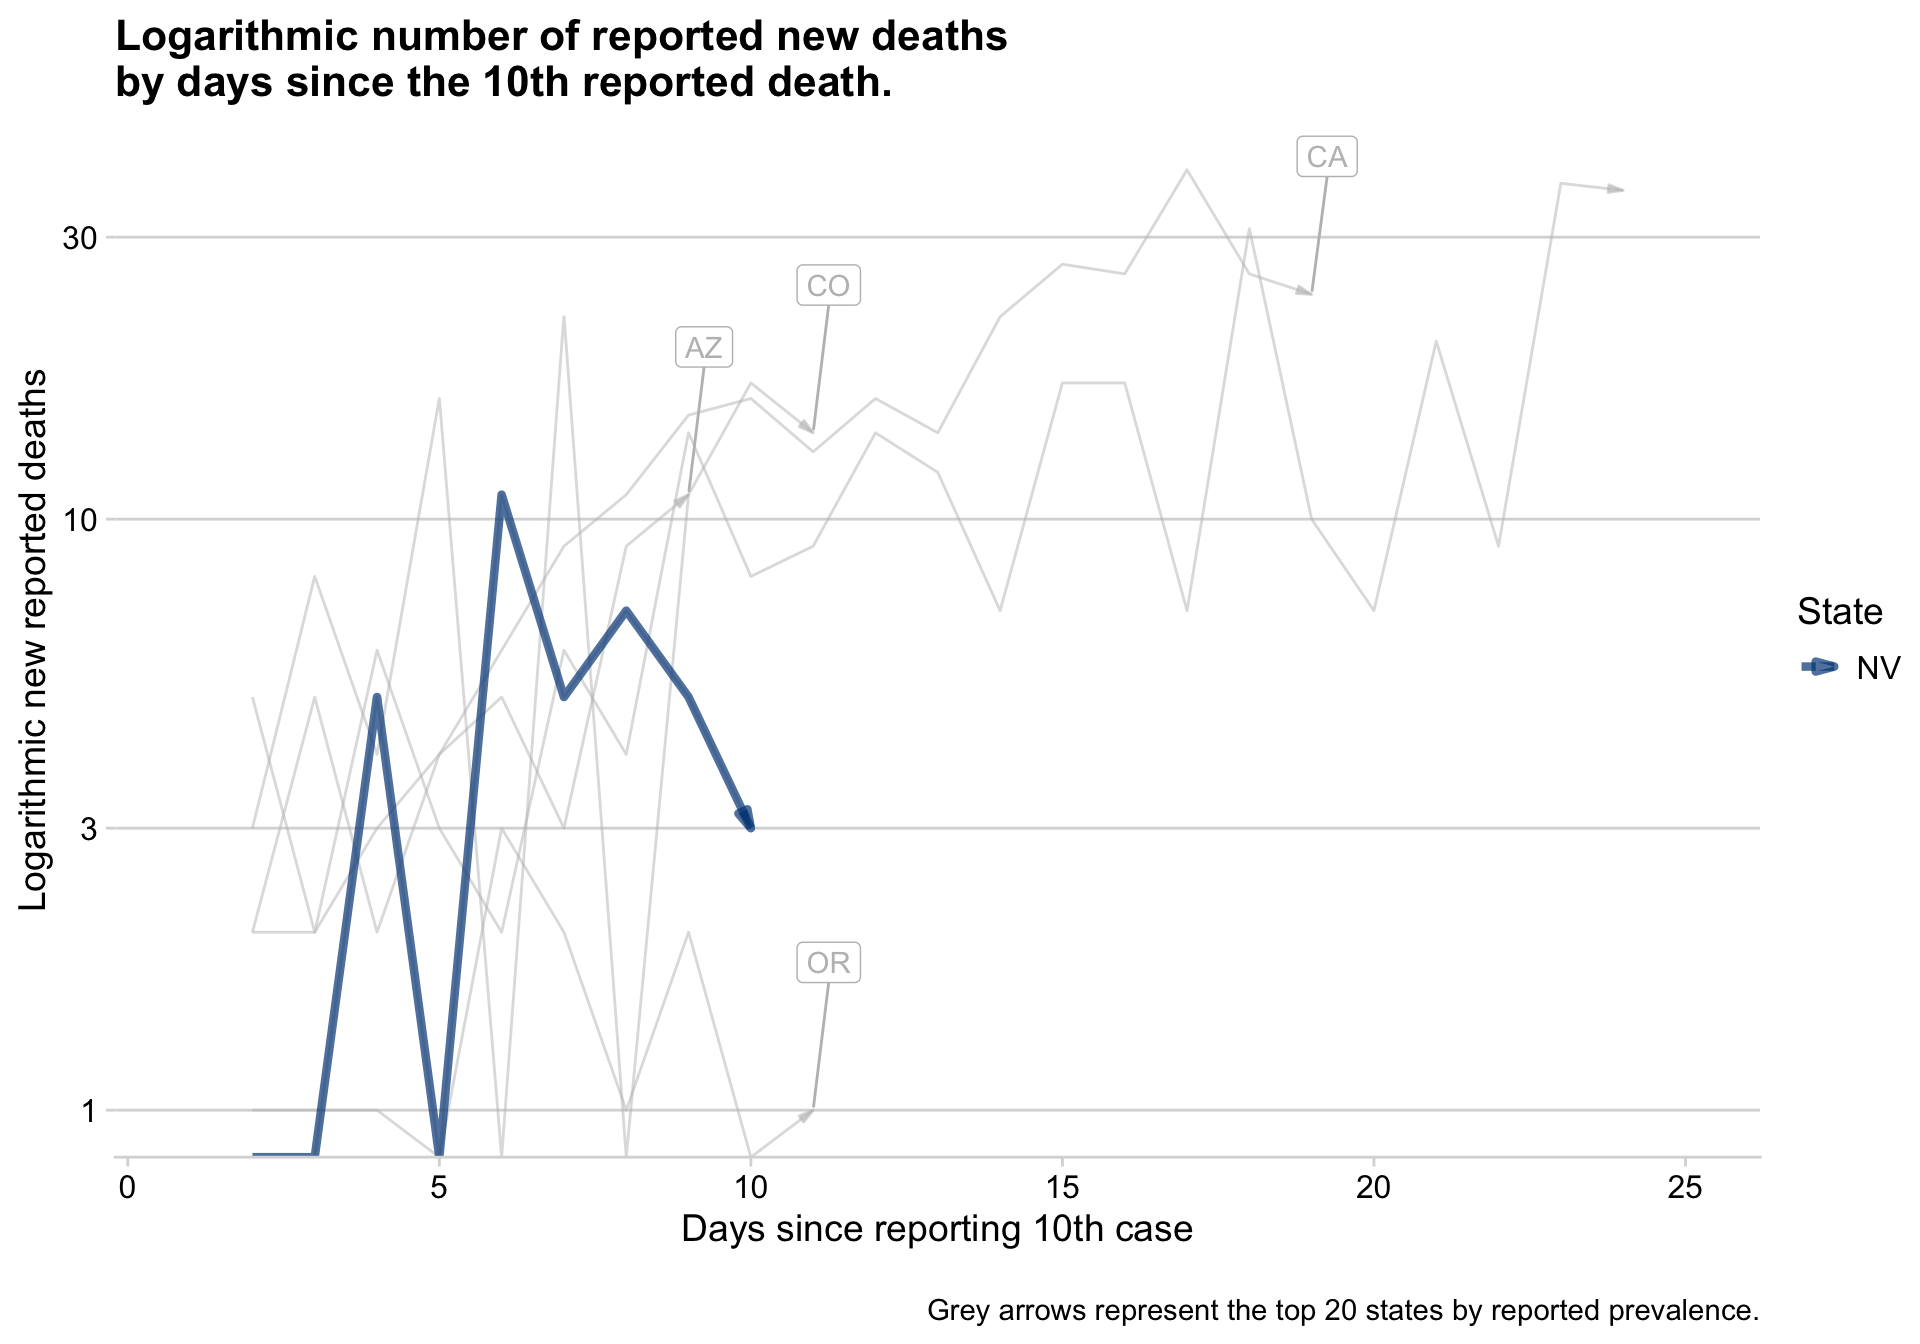 Logarithmic number of reported new deaths
by days since the 10th reported death.
CA
30
CO
AZ
Logarithmic new reported deaths
10
State
NV
3
OR
1
0 5 10 15 20 25
Days since reporting 10th case
Grey arrows represent the top 20 states by reported prevalence.